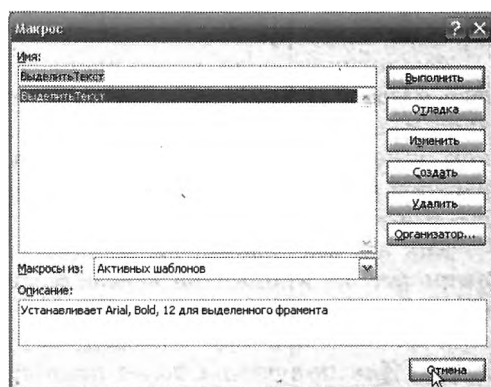 Макрос
Имя:
ВыделитьТекст
ВыделитьТекст
Выполнить
Отладка
Изменить
Создать
Удалить
Организатор...
Макросы из: Активных шаблонов
Описание:
Устанавливает Arial, Bold, 12 для выделенного фрамента
Отмена